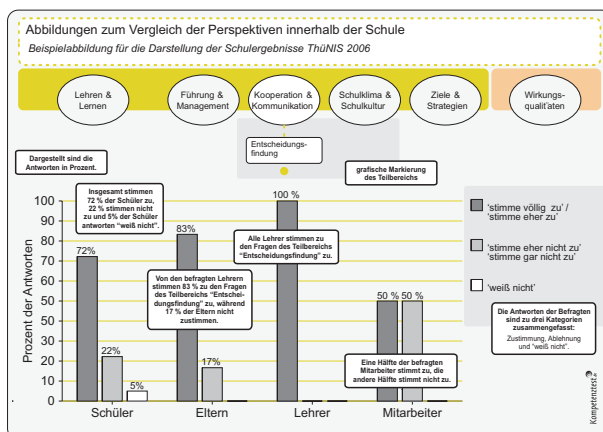 Abbildungen zum Vergleich der Perspektiven innerhalb der Schule
Beispielabbildung für die Darstellung der Schulergebnisse ThüNIS 2006
Lehren &
Lernen
Führung &
Management
Kooperation &
Kommunikation
Schulklima &
Schulkultur
Ziele &
Strategien
Wirkungs-
qualit'aten
Entscheidungs-
findung
Dargestellt sind die
Antworten in Prozent.
grafische Markierung
des Teilbereichs
Insgesamt stimmen
72 % der Schüler zu,
22 % stimmen nicht
zu und 5% der Schüler
antworten "weiß nicht".
Prozent der Antworten
100
90
80
70
60
50
40
30
20
10
0
72%
22%
5%
83%
17%
100 %
50 %
50 %
Von den befragten Lehrern
stimmen 83 % zu den Fragen
des Teilbereichs "Entschei-
dungsfindung" zu, während
17 % der Eltern nicht
zustimmen.
Alle Lehrer stimmen zu
den Fragen des Teilbereichs
"Entscheidungsfindung" zu.
Eine Hälfte der befragten
Mitarbeiter stimmt zu, die
andere Hälfte stimmt nicht zu.
Schüler
Eltern
Lehrer
Mitarbeiter
'stimme völlig zu' /
'stimme eher zu'
'stimme eher nicht zu'
'stimme gar nicht zu'
'weiß nicht'
Die Antworten der Befragten
sind zu drei Kategorien
zusammengefasst:
Zustimmung, Ablehnung
und "weiß nicht".
Kompetenztest.de